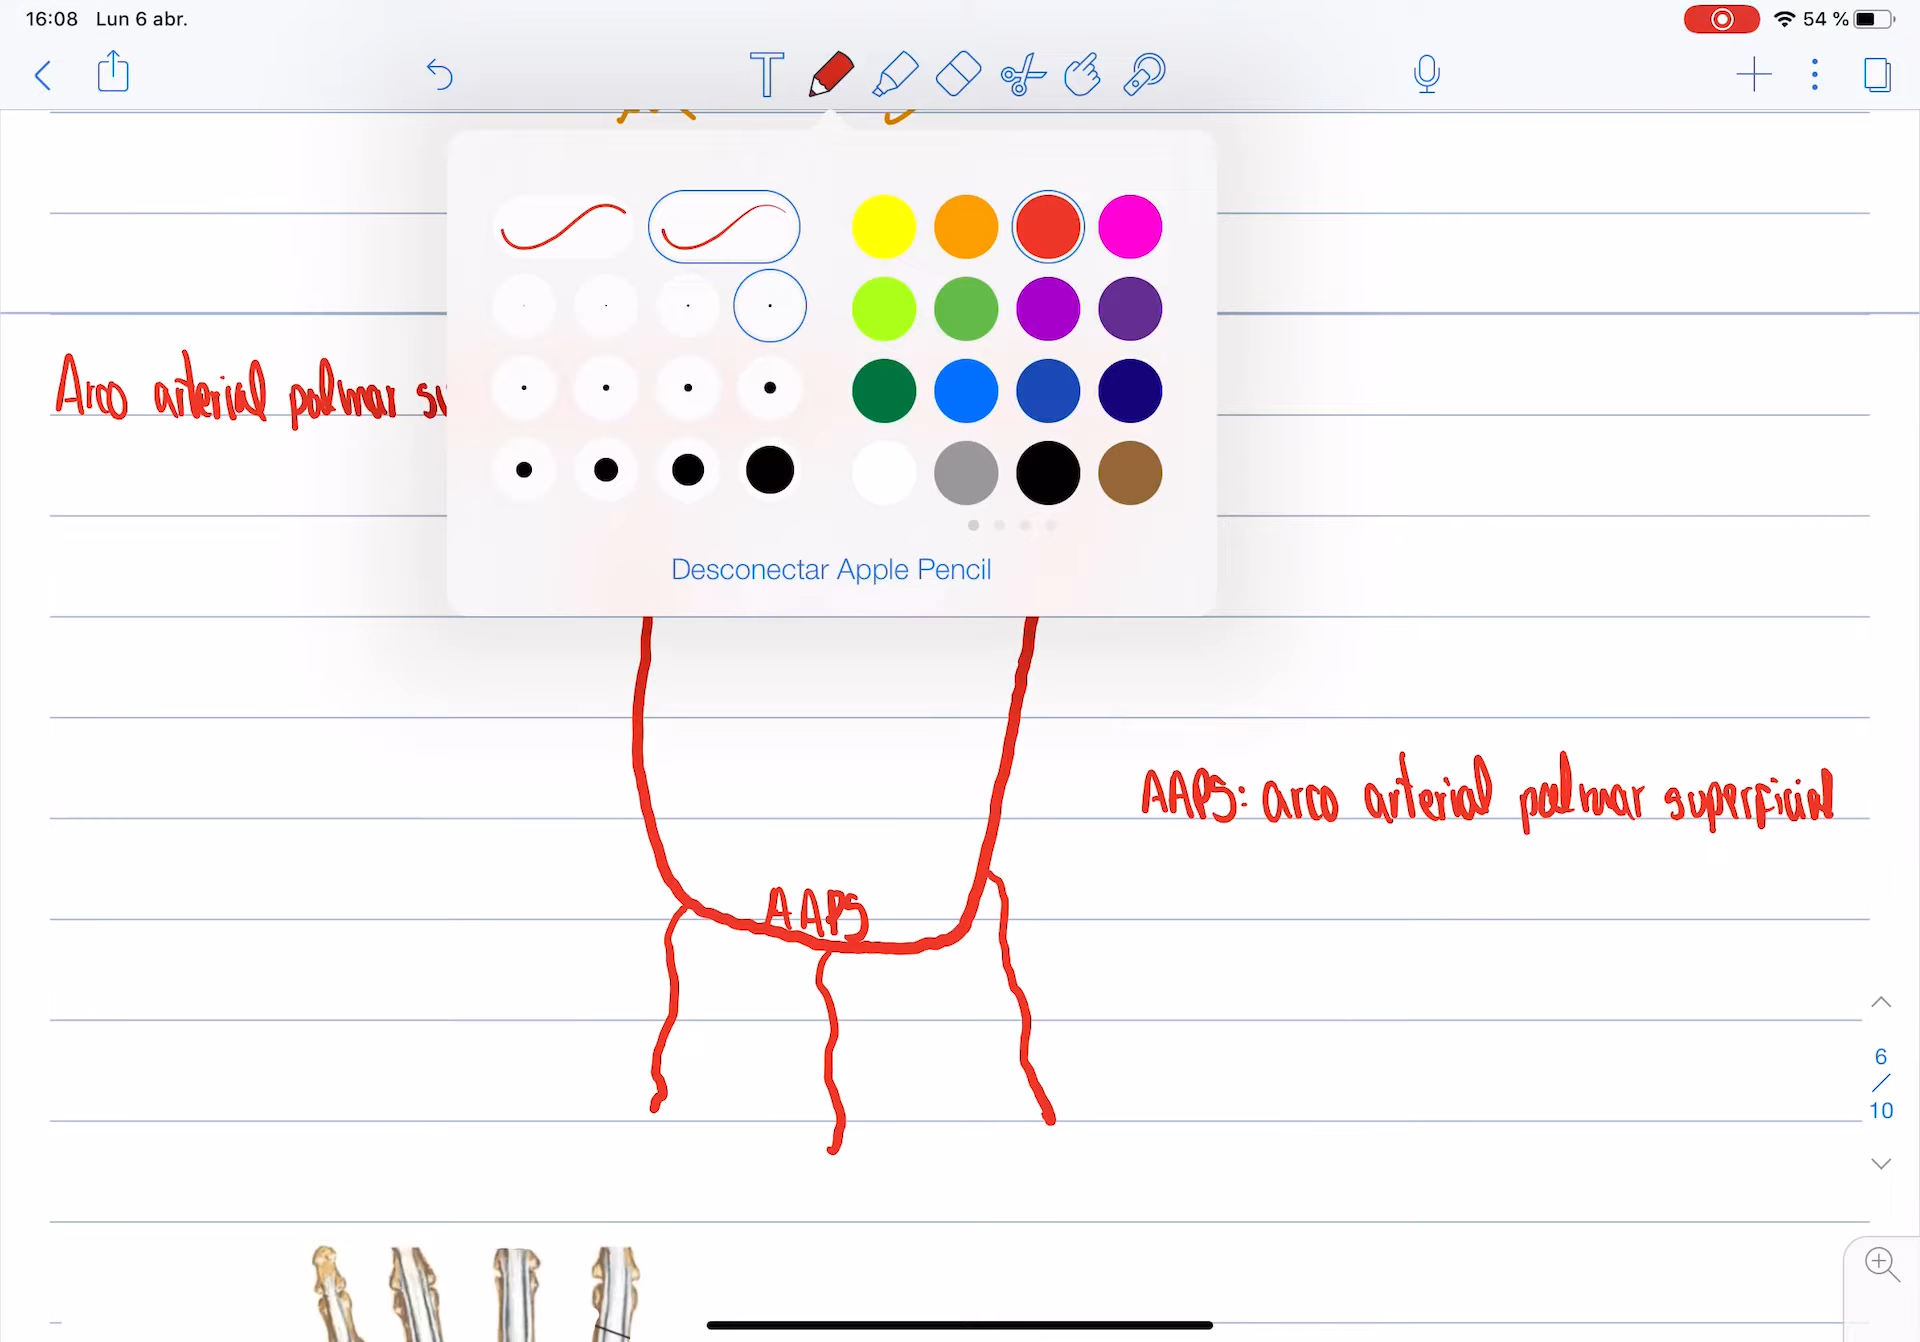 16:08 Lun 6 abr.
54 %
T
Arco arterial palmar su
Desconectar Apple Pencil
AAPS: arco arterial palmar superficial
AAPS
6
/
10